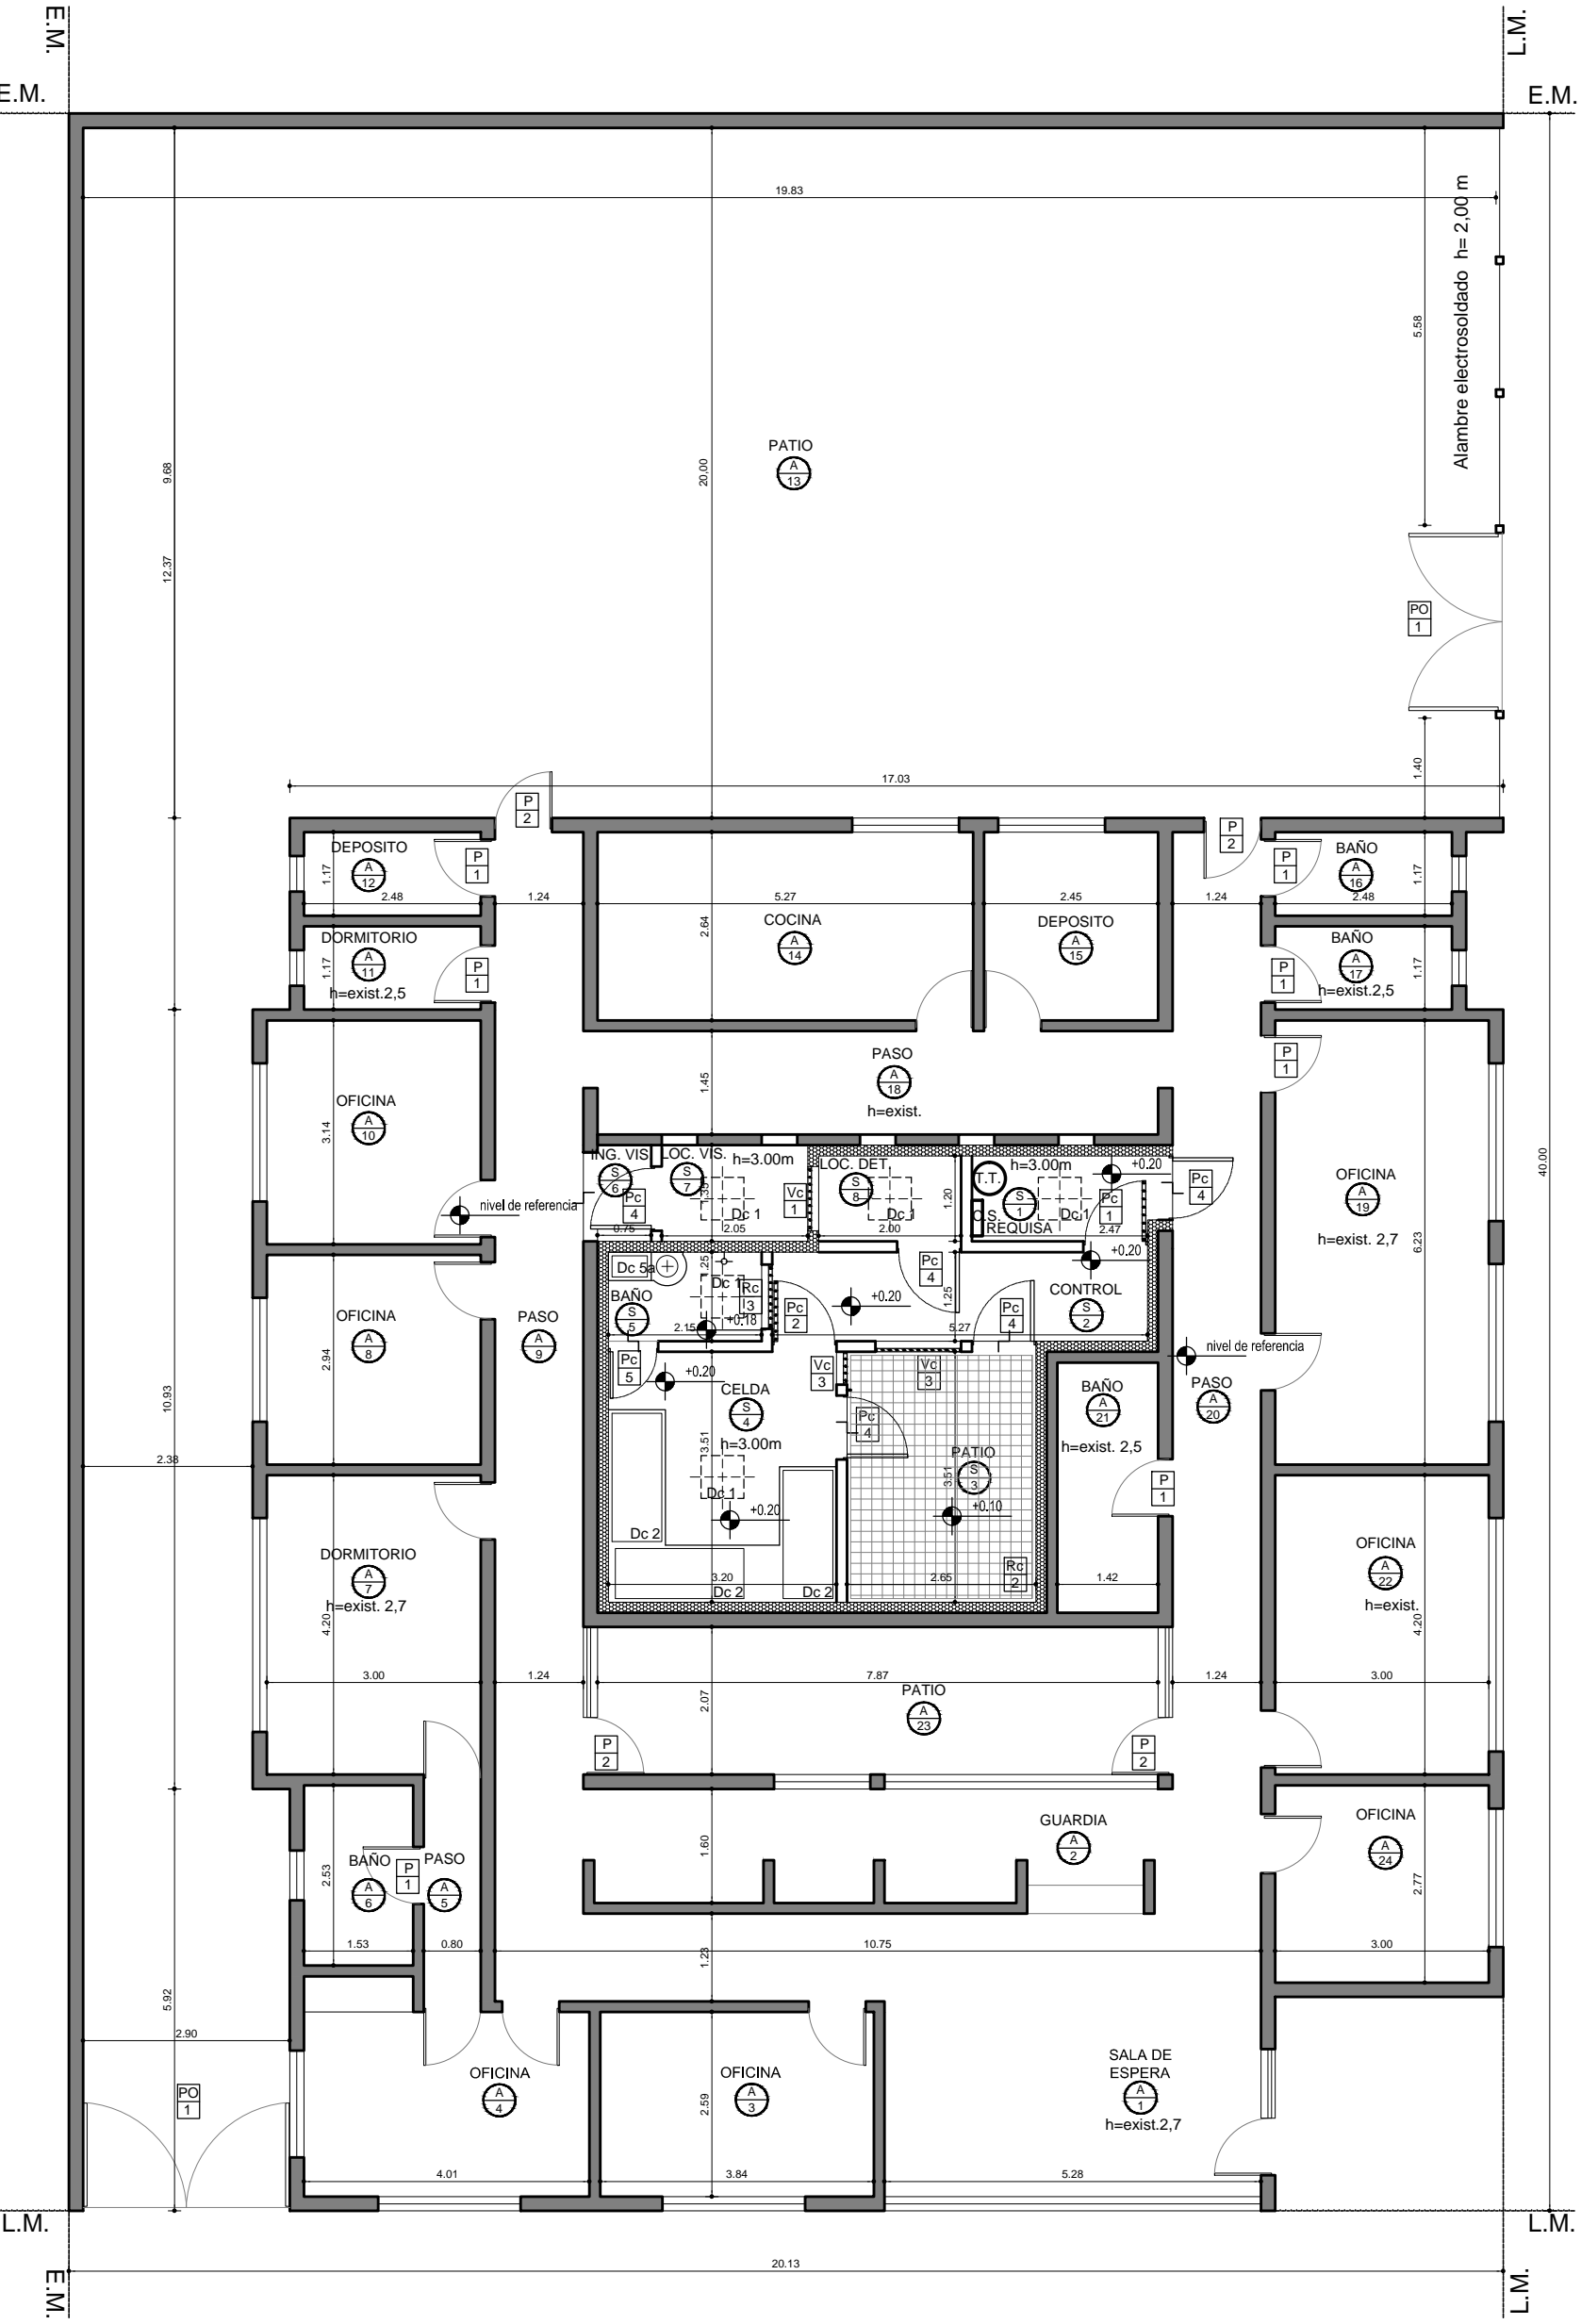 E.M.
L.M.
E.M.
E.M.
19.83
Alambre electrosoldado h= 2,00 m
5.58
PATIO
A
13
9.68
20,00
12.37
PO
1
1.40
17.03
P
2
P
2
DEPOSITO
A
12
1.17
2.48
P
1
1.24
5.27
2.64
COCINA
A
14
2.45
DEPOSITO
A
15
1.24
P
1
BAÑO
A
16
1.17
2.48
DORMITORIO
A
11
1.17
h=exist.2,5
P
1
P
1
BAÑO
A
17
1.17
h=exist.2,5
PASO
A
18
h=exist.
1.45
P
1
OFICINA
A
10
3.14
nivel de referencia
ING. VIS.
S
6
Pc
4
0.75
LOC. VIS.
S
7
h=3.00m
1.35
Dc 1
2.05
Vc
1
LOC. DET.
S
8
Dc 1
2.00
1.20
T.T.
h=3.00m
S
1
C.S.
REQUISA
Dc 1
Pc
1
2.47
+0.20
Pc
4
OFICINA
A
19
h=exist. 2,7
6.23
40.00
Dc 5a
1.25
Dc 1
BAÑO
S
5
Rc
3
+0.18
2.15
Pc
2
+0.20
Pc
4
1.25
Pc
4
5.27
+0.20
CONTROL
S
2
OFICINA
A
8
2.94
PASO
A
9
nivel de referencia
Pc
5
+0.20
CELDA
S
4
h=3.00m
3.51
Dc 1
+0.20
Dc 2
3.20
Dc 2
Dc 2
Vc
3
Vc
3
Pc
4
PATIO
S
3
3.51
+0.10
Rc
2
2.65
BAÑO
A
21
h=exist. 2,5
1.42
P
1
PASO
A
20
10.93
2.38
DORMITORIO
A
7
h=exist. 2,7
4.20
3.00
1.24
7.87
2.07
PATIO
A
23
P
2
P
2
1.24
OFICINA
A
22
h=exist.
4.20
3.00
GUARDIA
A
2
1.60
OFICINA
A
24
2.77
3.00
BAÑO
A
6
2.53
P
1
PASO
A
5
1.53
0.80
10.75
1.23
5.92
2.90
PO
1
OFICINA
A
4
4.01
OFICINA
A
3
2.59
3.84
SALA DE
ESPERA
A
1
h=exist.2,7
5.28
L.M.
L.M.
20.13
E.M.
L.M.